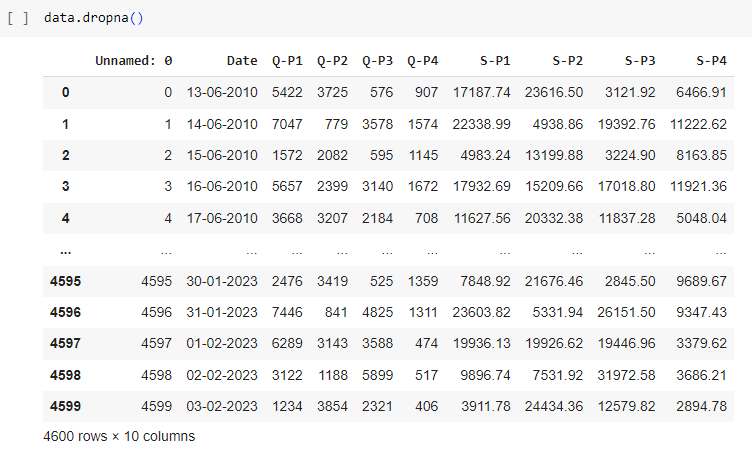 [ ] data.dropna()
Unnamed: 0 Date Q-P1 Q-P2 Q-P3 Q-P4 S-P1 S-P2 S-P3 S-P4
0 0 13-06-2010 5422 3725 576 907 17187.74 23616.50 3121.92 6466.91
1 1 14-06-2010 7047 779 3578 1574 22338.99 4938.86 19392.76 11222.62
2 2 15-06-2010 1572 2082 595 1145 4983.24 13199.88 3224.90 8163.85
3 3 16-06-2010 5657 2399 3140 1672 17932.69 15209.66 17018.80 11921.36
4 4 17-06-2010 3668 3207 2184 708 11627.56 20332.38 11837.28 5048.04
... ... ... ... ... ... ... ... ... ... ...
4595 4595 30-01-2023 2476 3419 525 1359 7848.92 21676.46 2845.50 9689.67
4596 4596 31-01-2023 7446 841 4825 1311 23603.82 5331.94 26151.50 9347.43
4597 4597 01-02-2023 6289 3143 3588 474 19936.13 19926.62 19446.96 3379.62
4598 4598 02-02-2023 3122 1188 5899 517 9896.74 7531.92 31972.58 3686.21
4599 4599 03-02-2023 1234 3854 2321 406 3911.78 24434.36 12579.82 2894.78
4600 rows × 10 columns